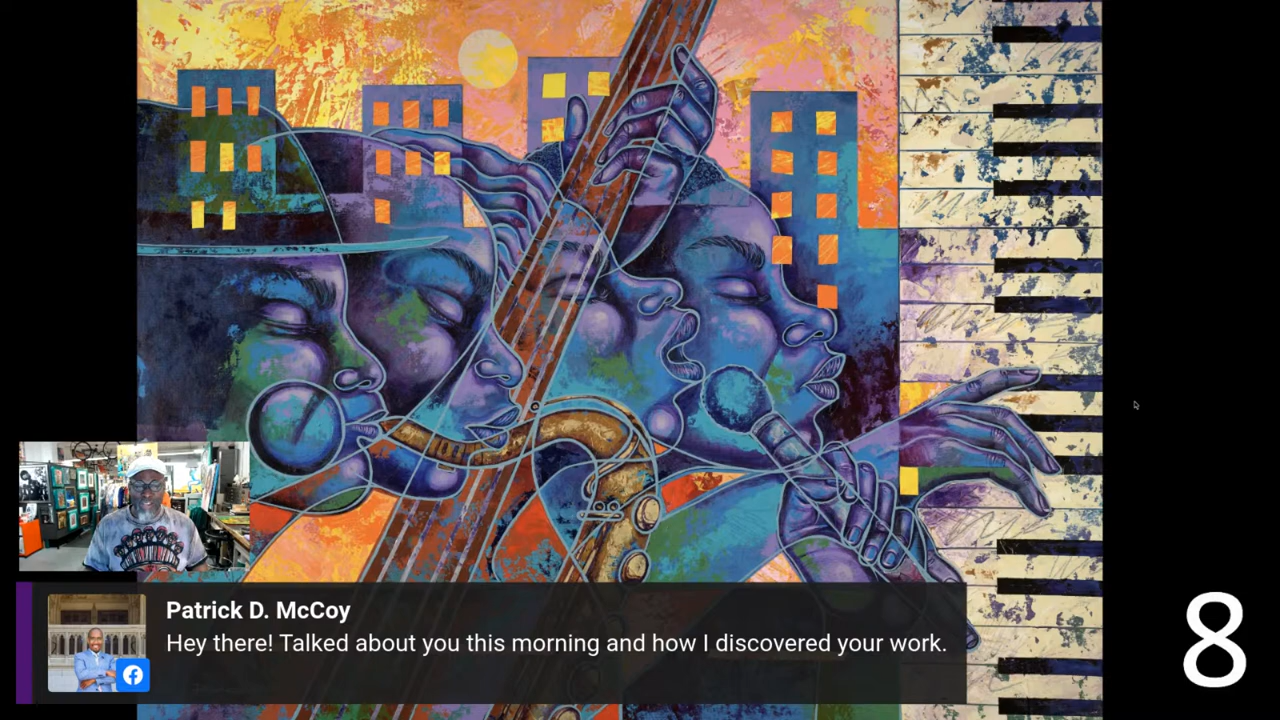 Patrick D. McCoy
Hey there! Talked about you this morning and how I discovered your work.
8